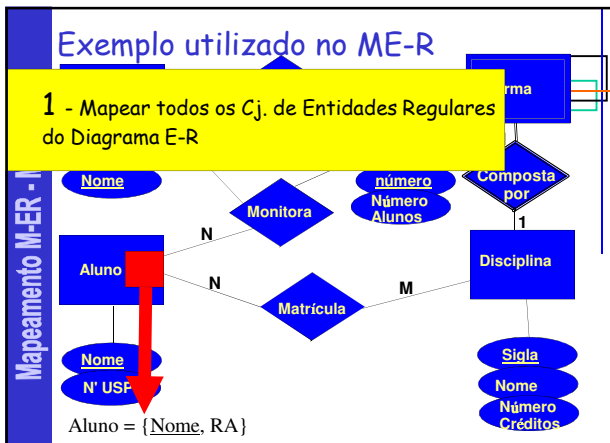 Exemplo utilizado no ME-R
1 - Mapear todos os Cj. de Entidades Regulares
do Diagrama E-R
rma
Nome
número
Número
Alunos
Composta
por
Monitora
N
1
Aluno
N
Matrícula
M
Disciplina
Nome
N' USP
Sigla
Nome
Número
Créditos
Aluno = {Nome, RA}
Mapeamento M-ER - M